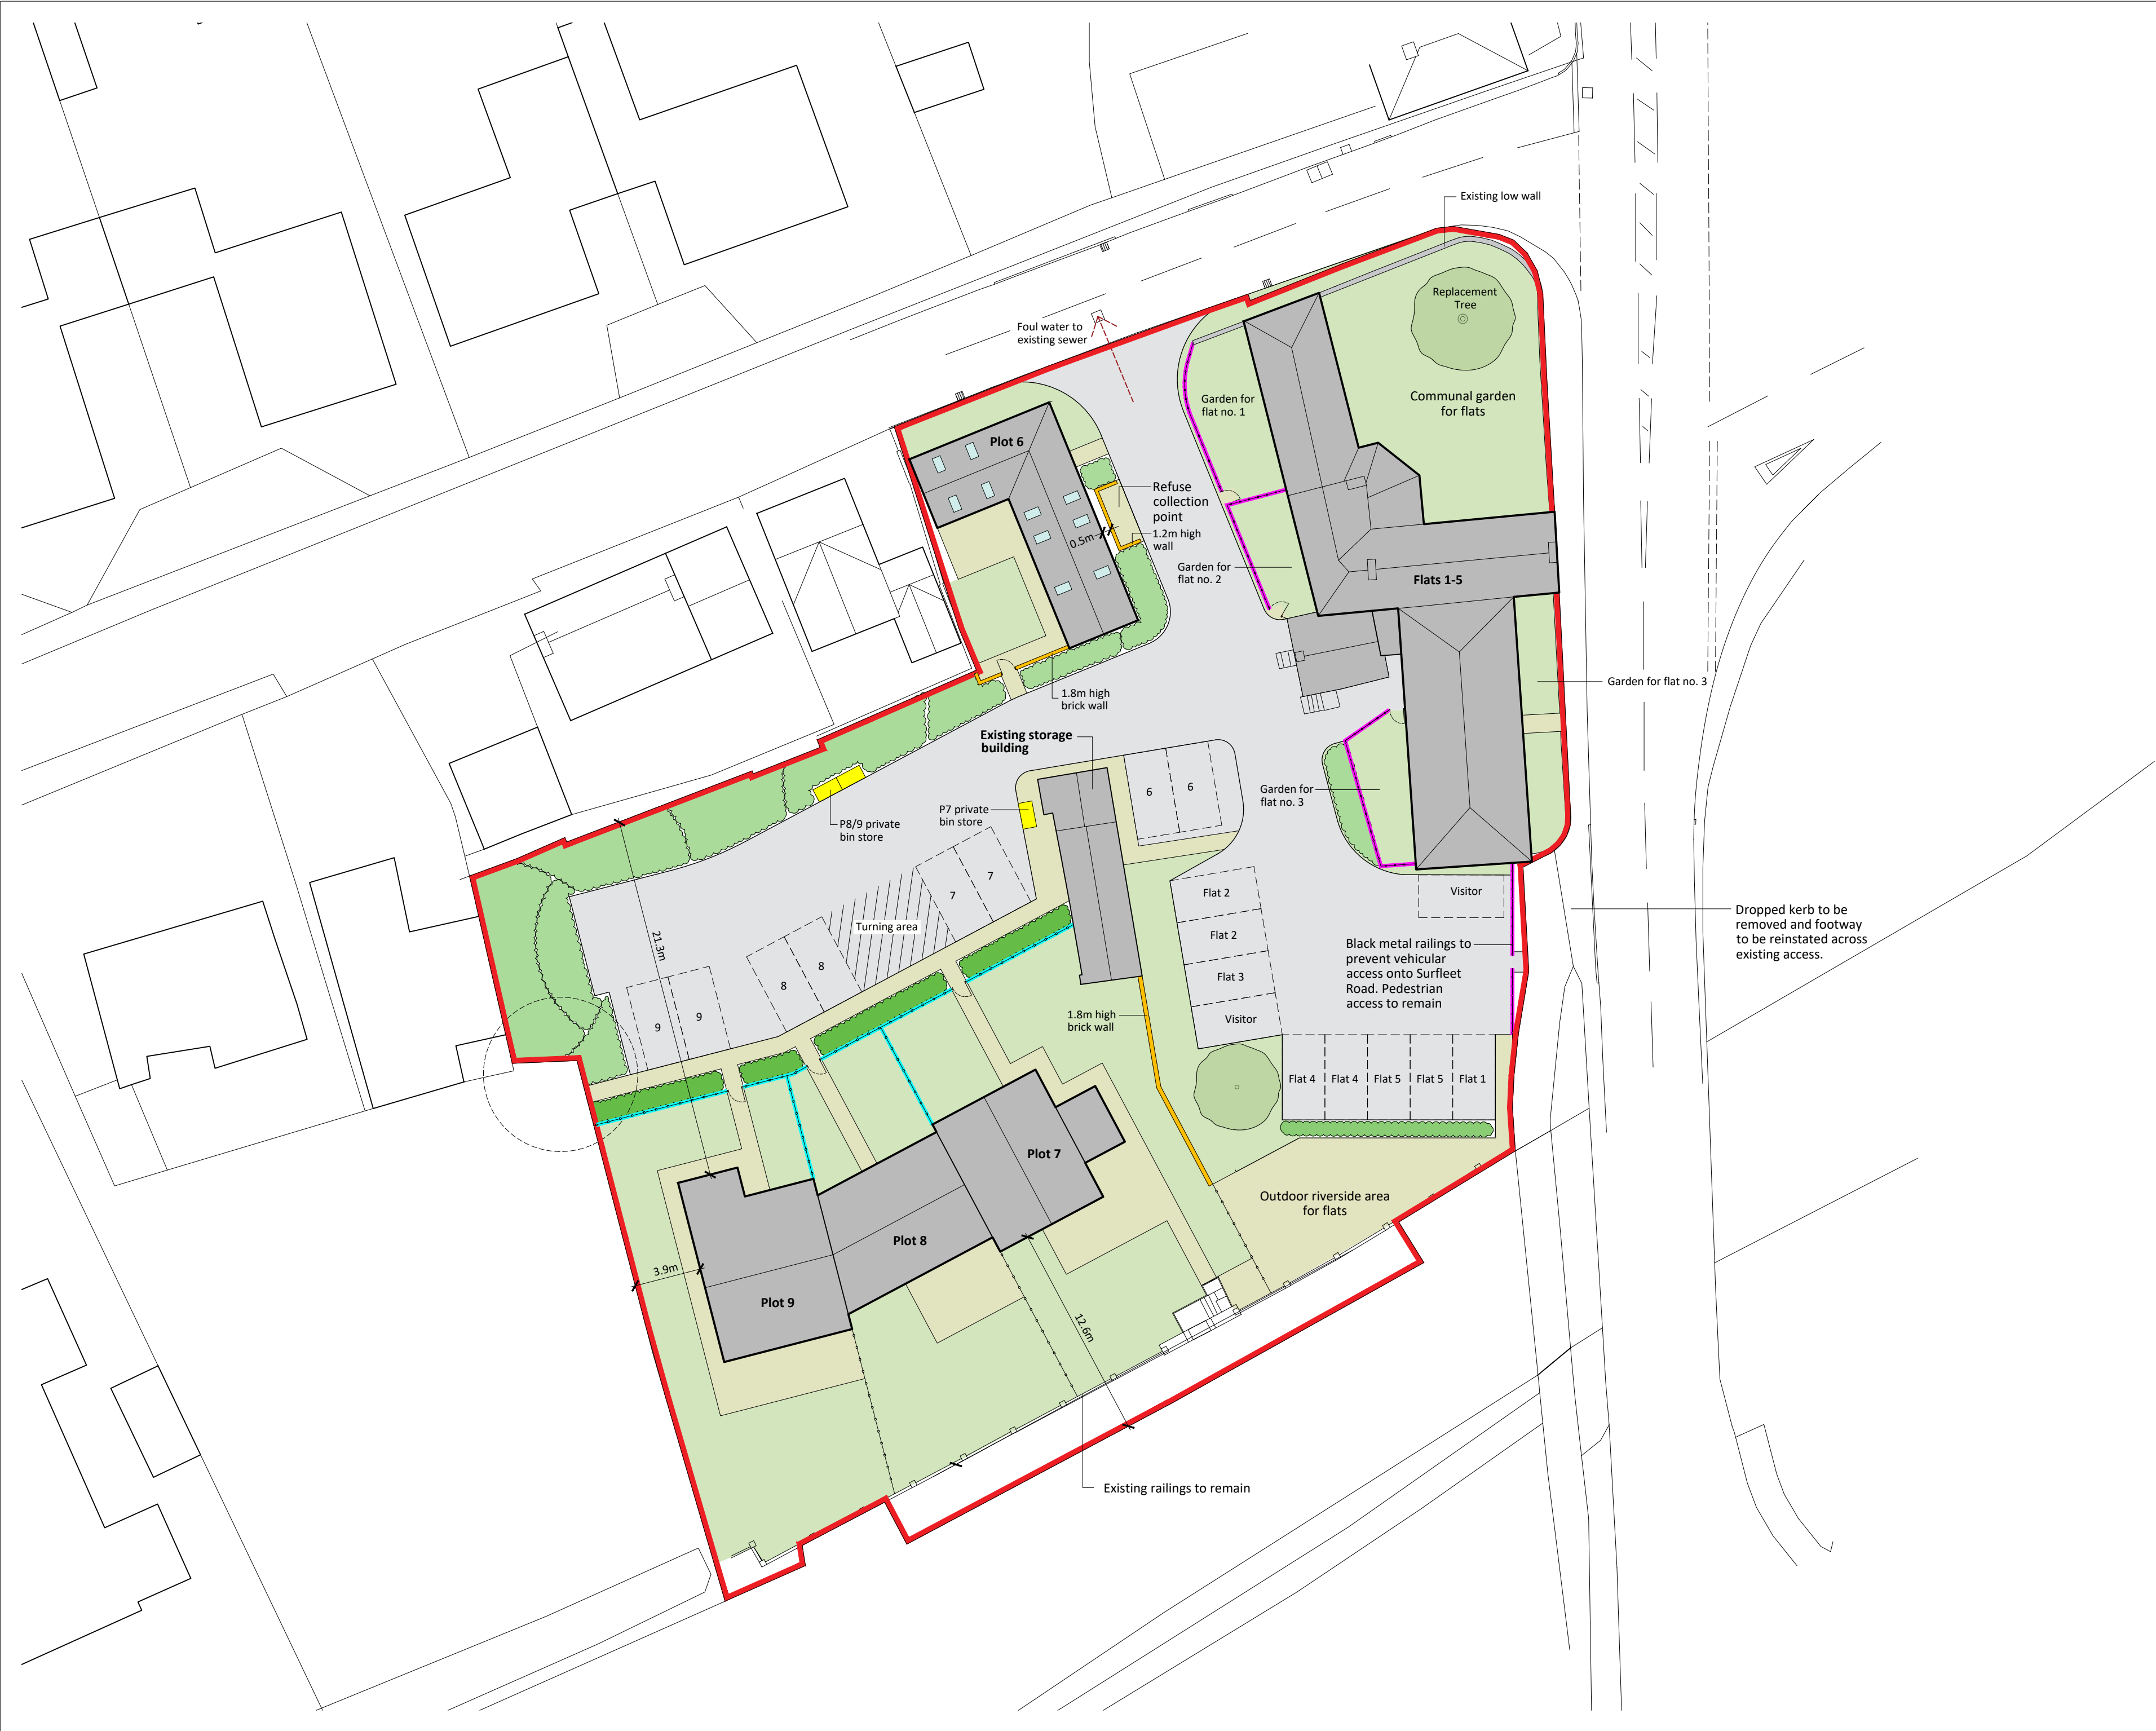 Existing low wall
Replacement
Tree
Foul water to
existing sewer
Garden for
flat no. 1
Communal garden
for flats
Plot 6
Refuse
collection
point
0.5m
1.2m high
wall
Garden for
flat no. 2
Flats 1-5
Garden for flat no. 3
1.8m high
brick wall
Existing storage
building
6
6
Garden for
flat no. 3
P7 private
bin store
P8/9 private
bin store
7
7
Visitor
Flat 2
Flat 2
Flat 3
Visitor
Dropped kerb to be
removed and footway
to be reinstated across
existing access.
Turning area
21.3m
8
8
9
9
Black metal railings to
prevent vehicular
access onto Surfleet
Road. Pedestrian
access to remain
1.8m high
brick wall
Flat 4
Flat 4
Flat 5
Flat 5
Flat 1
Plot 7
Outdoor riverside area
for flats
Plot 8
3.9m
Plot 9
12.6m
Existing railings to remain